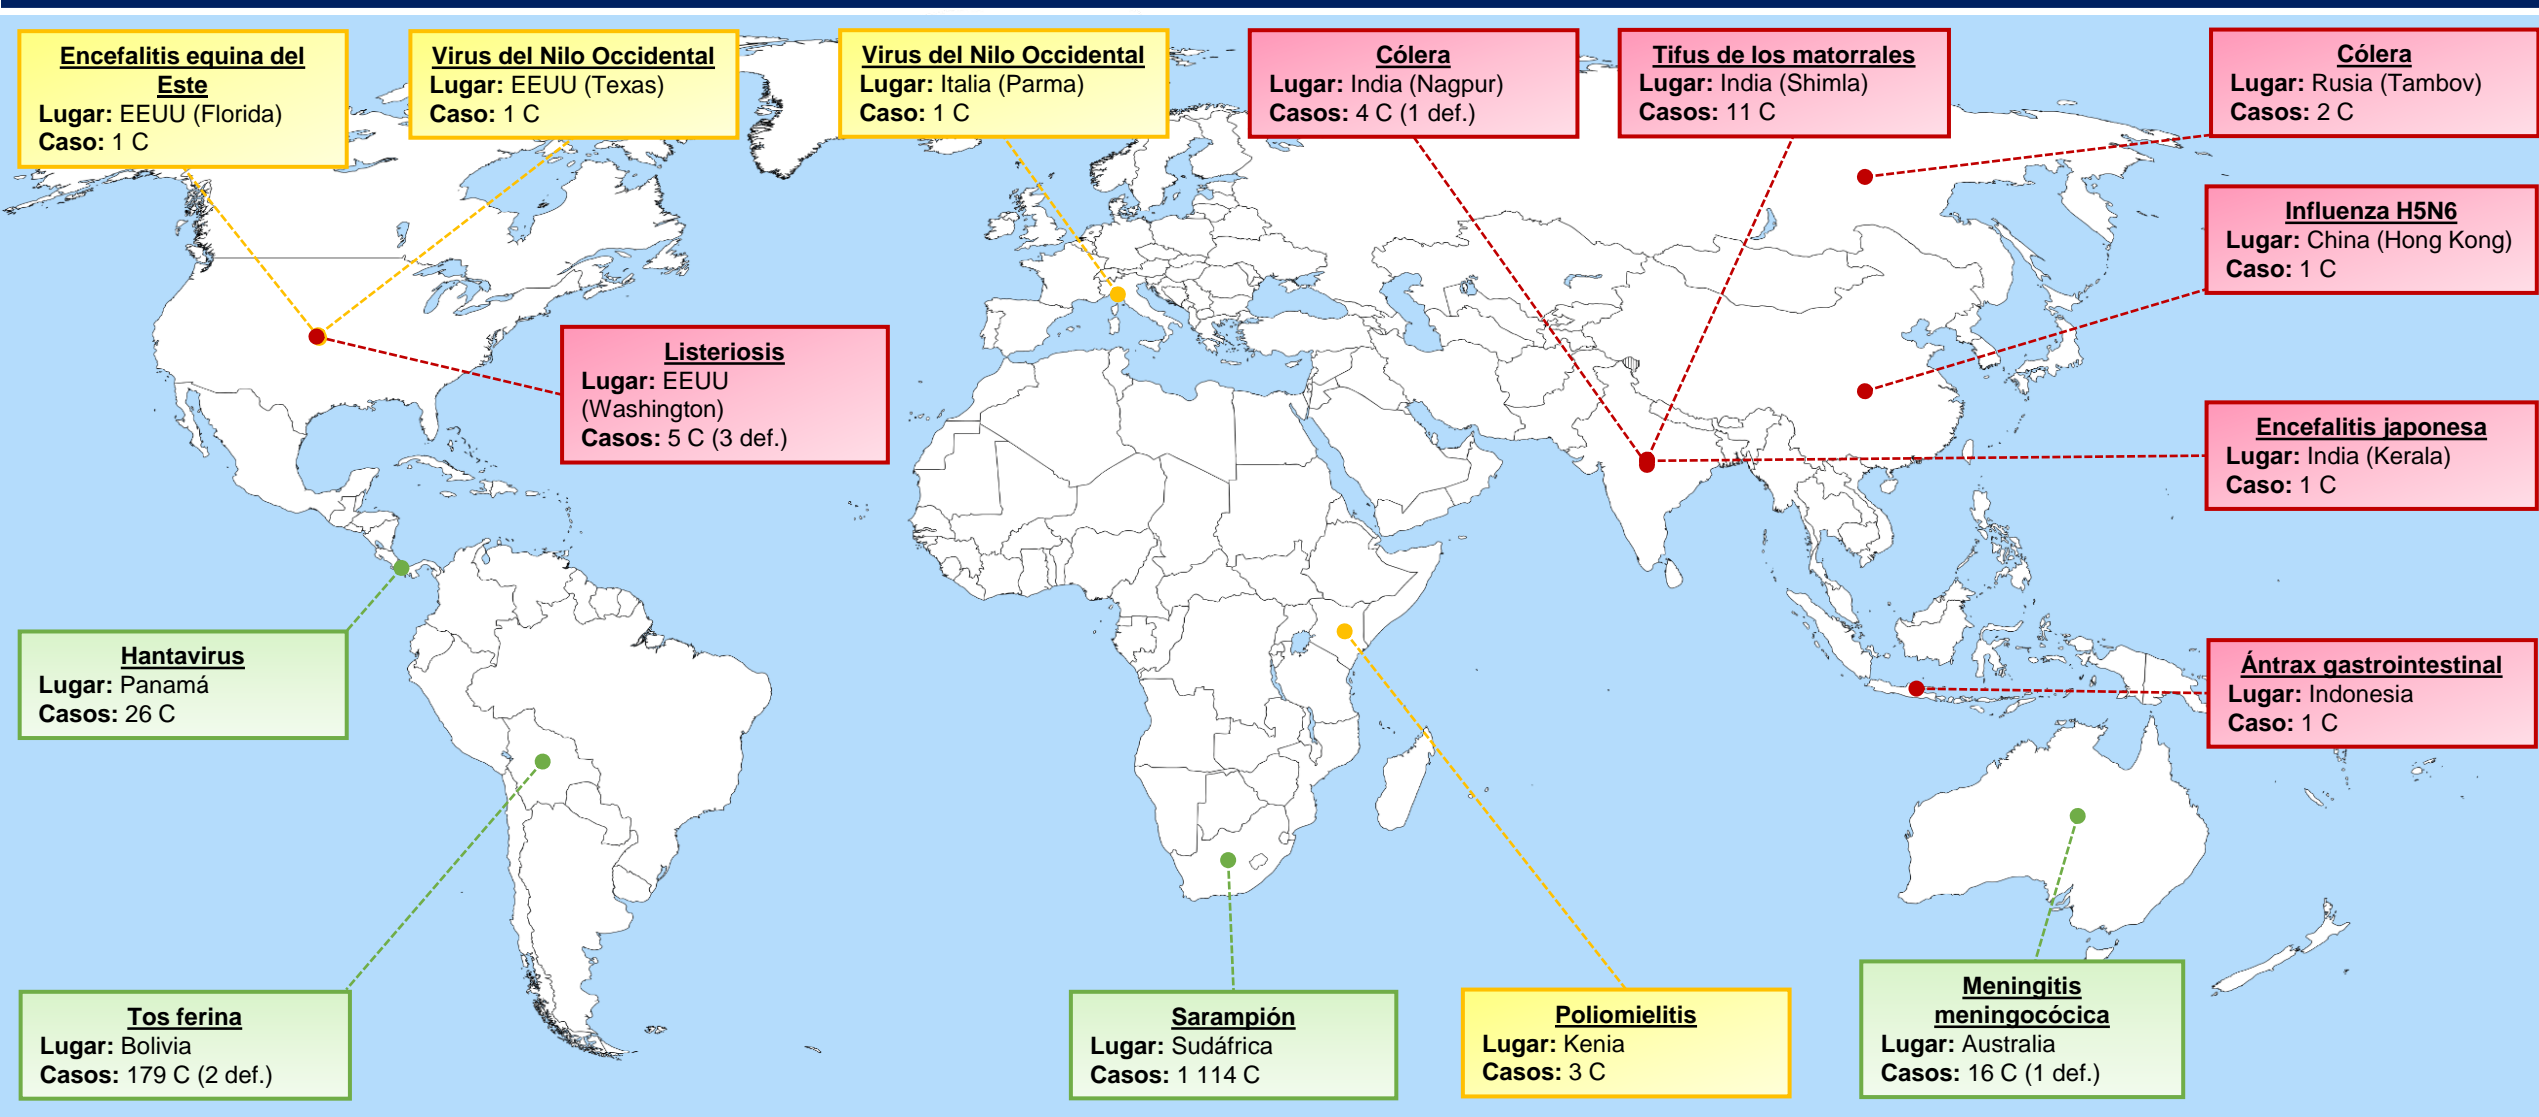 Encefalitis equina del
Este
Lugar: EEUU (Florida)
Caso: 1 C
Virus del Nilo Occidental
Lugar: EEUU (Texas)
Caso: 1 C
Virus del Nilo Occidental
Lugar: Italia (Parma)
Caso: 1 C
Cólera
Lugar: India (Nagpur)
Casos: 4 C (1 def.)
Tifus de los matorrales
Lugar: India (Shimla)
Casos: 11 C
Cólera
Lugar: Rusia (Tambov)
Casos: 2 C
Influenza H5N6
Lugar: China (Hong Kong)
Caso: 1 C
Listeriosis
Lugar: EEUU
(Washington)
Casos: 5 C (3 def.)
Encefalitis japonesa
Lugar: India (Kerala)
Caso: 1 C
Hantavirus
Lugar: Panamá
Casos: 26 C
Ántrax gastrointestinal
Lugar: Indonesia
Caso: 1 C
Tos ferina
Lugar: Bolivia
Casos: 179 C (2 def.)
Sarampión
Lugar: Sudáfrica
Casos: 1 114 C
Poliomielitis
Lugar: Kenia
Casos: 3 C
Meningitis
meningocócica
Lugar: Australia
Casos: 16 C (1 def.)